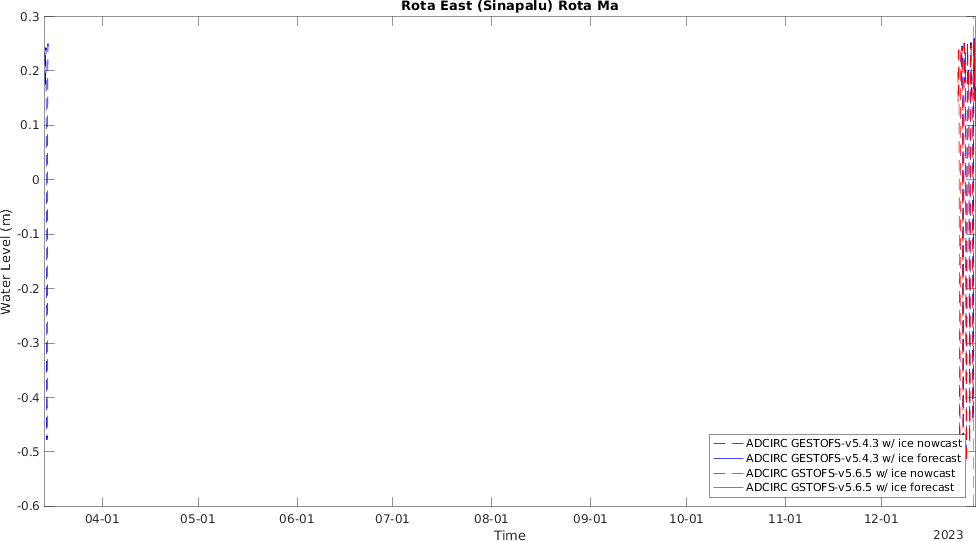 Rota East (Sinapalu) Rota Ma
0.3
0.2
0.1
0
-0.1
-0.2
-0.3
-0.4
-0.5
-0.6
Water Level (m)
ADCIRC GESTOFS-v5.4.3 w/ ice nowcast
ADCIRC GESTOFS-v5.4.3 w/ ice forecast
ADCIRC GSTOFS-v5.6.5 w/ ice nowcast
ADCIRC GSTOFS-v5.6.5 w/ ice forecast
04-01 05-01 06-01 07-01 08-01 09-01 10-01 11-01 12-01
Time
2023